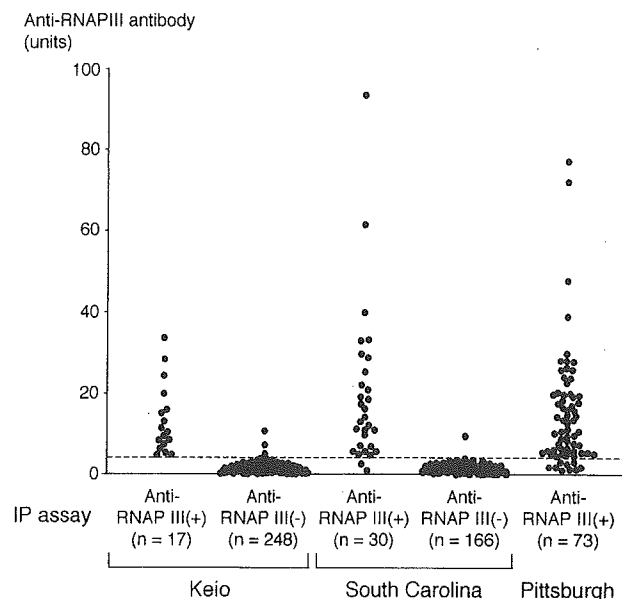 Anti-RNAPIII antibody
(units)
100
80
60
40
20
0
IP assay
Anti-
RNAP III(+)
(n = 17)
Anti-
RNAP III(-)
(n = 248)
Anti-
RNAP III(+)
(n = 30)
Anti-
RNAP III(-)
(n = 166)
Anti-
RNAP III(+)
(n = 73)
Keio
South Carolina
Pittsburgh